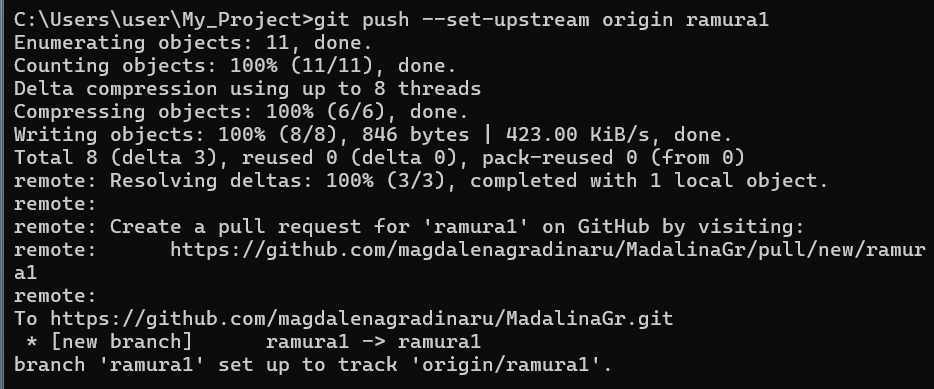 C:\Users\user\My_Project>git push --set-upstream origin ramura1
Enumerating objects: 11, done.
Counting objects: 100% (11/11), done.
Delta compression using up to 8 threads
Compressing objects: 100% (6/6), done.
Writing objects: 100% (8/8), 846 bytes | 423.00 KiB/s, done.
Total 8 (delta 3), reused 0 (delta 0), pack-reused 0 (from 0)
remote: Resolving deltas: 100% (3/3), completed with 1 local object.
remote:
remote: Create a pull request for 'ramura1' on GitHub by visiting:
remote:      https://github.com/magdalenagradinaru/MadalinaGr/pull/new/ramur
a1
remote:
To https://github.com/magdalenagradinaru/MadalinaGr.git
 * [new branch]      ramura1 -> ramura1
branch 'ramura1' set up to track 'origin/ramura1'.